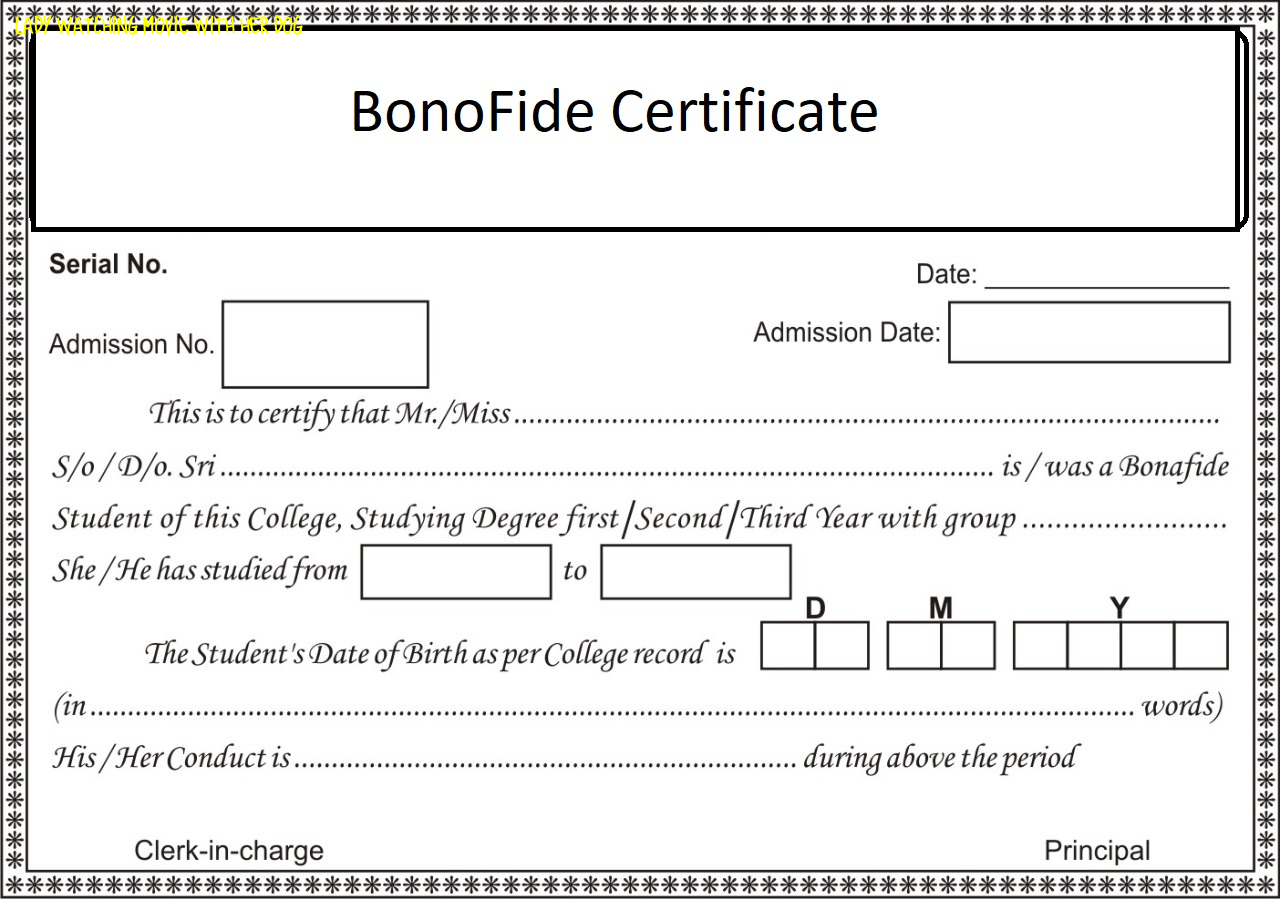 LADY WATCHING MOVIE WITH HER DOG
BonoFide Certificate
Serial No.
Date:
Admission No.
Admission Date:
This is to certify that Mr./Miss
S/o / D/o. Sri is / was a Bonafide
Student of this College, Studying Degree first/Second/Third Year with group
She / He has studied from to
D M Y
The Student's Date of Birth as per College record is
(in words)
His / Her Conduct is during above the period
Clerk-in-charge Principal